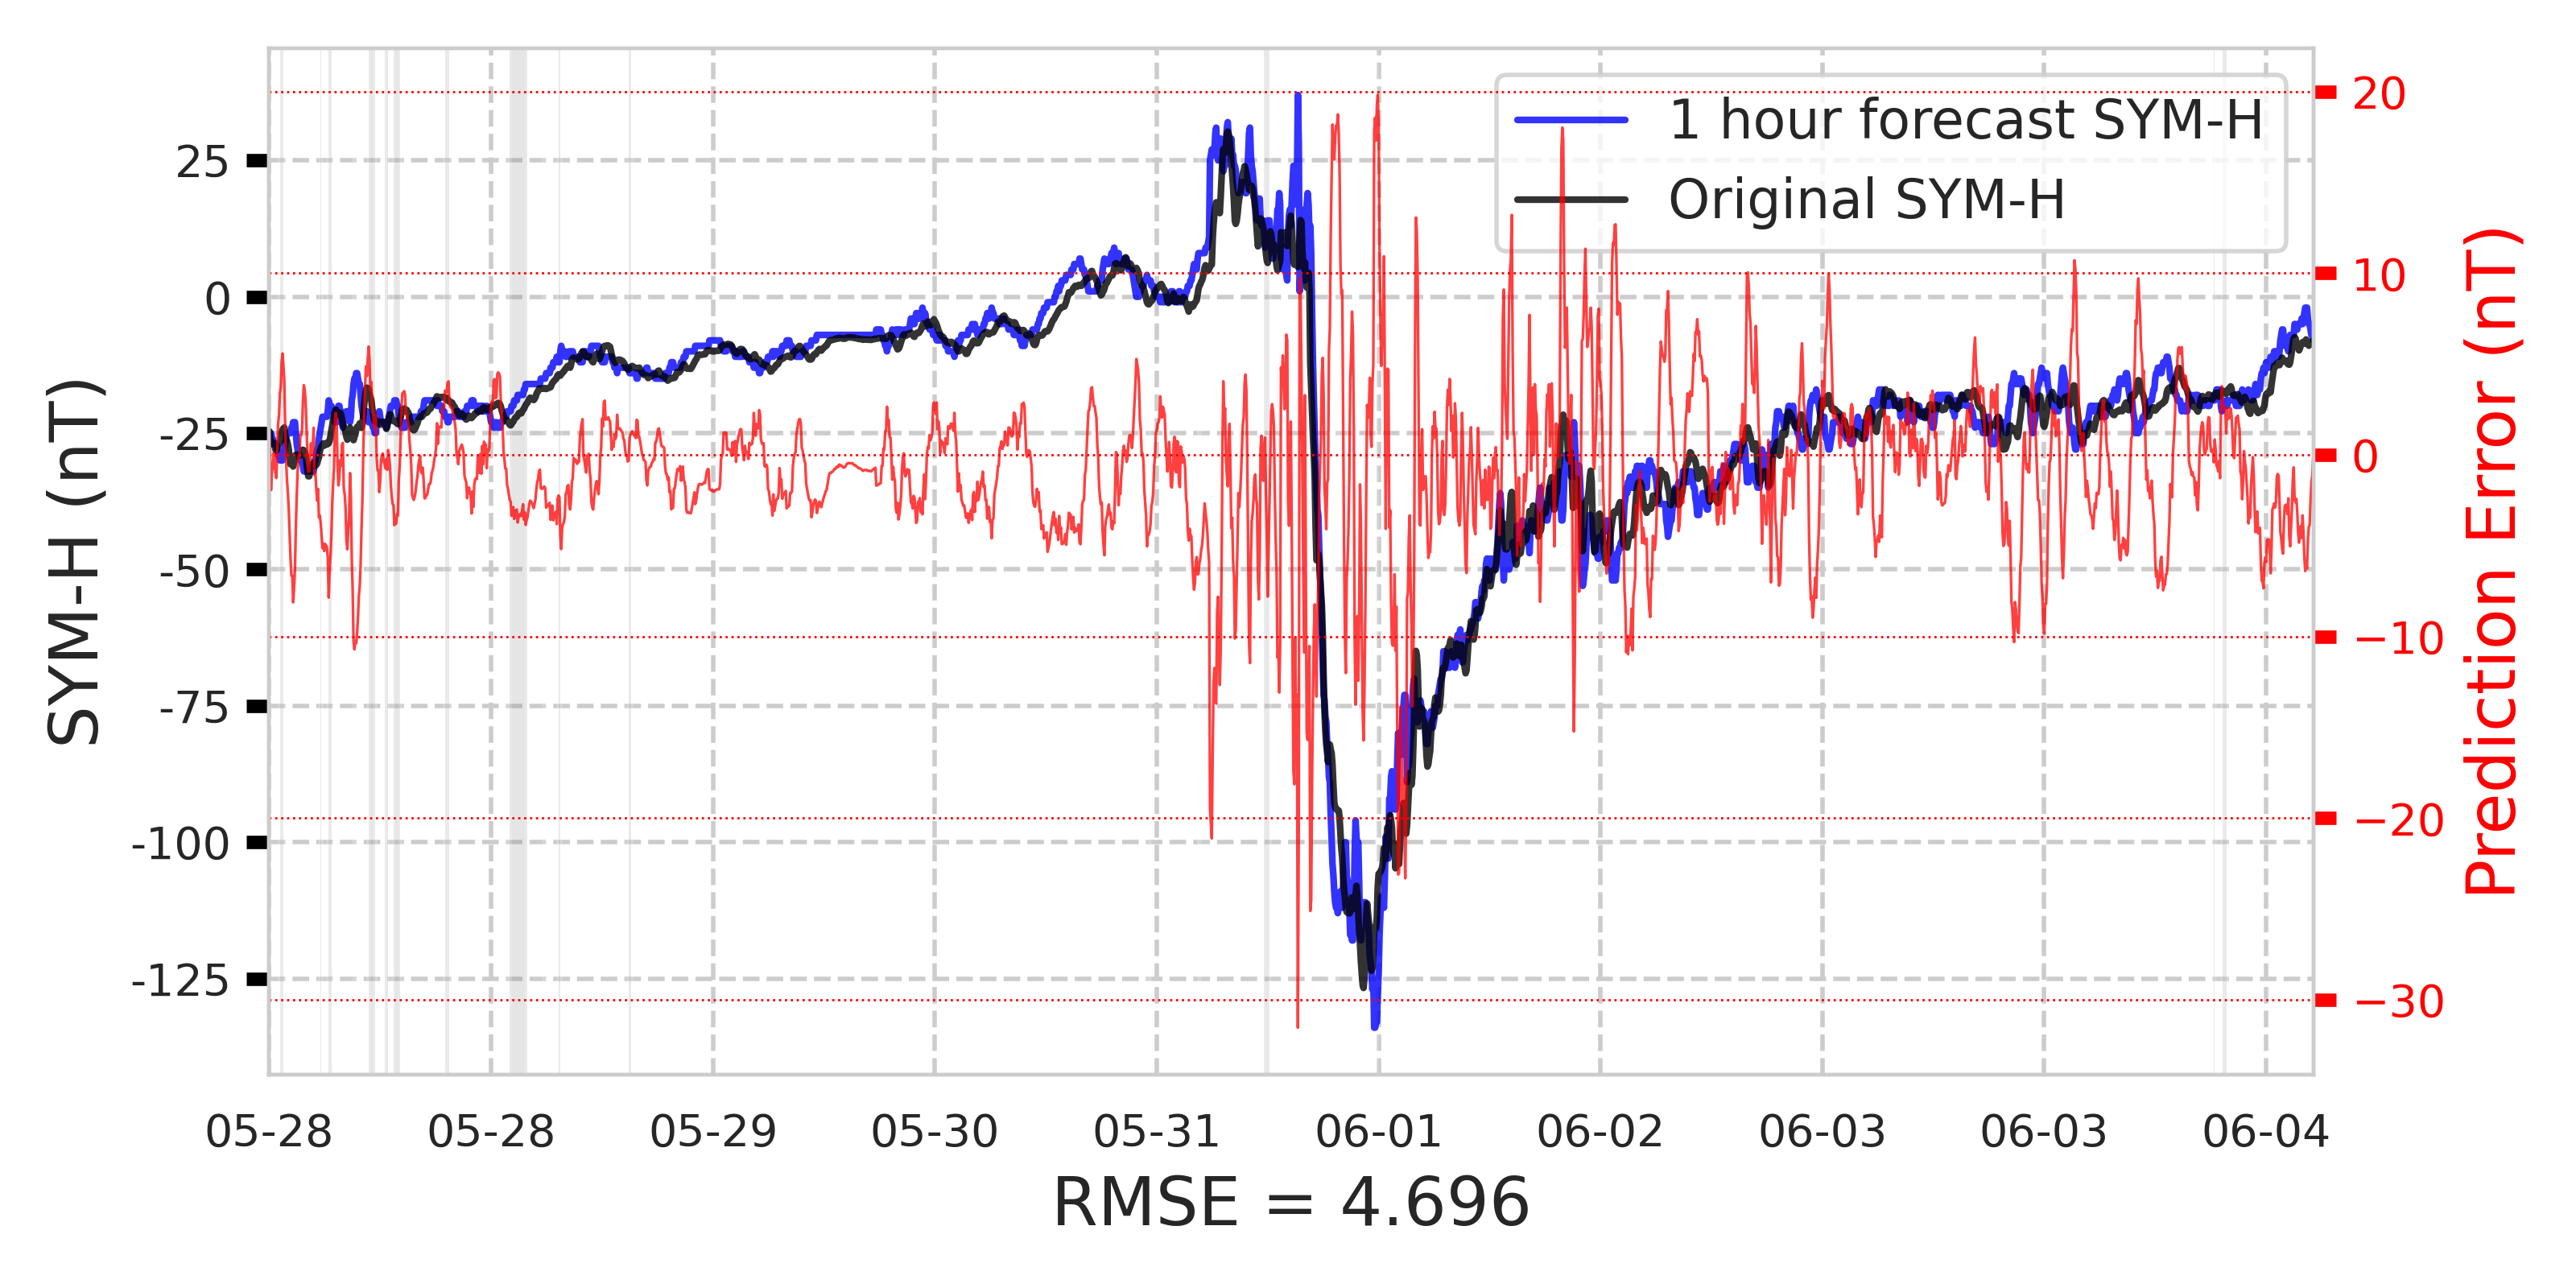 1 hour forecast SYM-H
Original SYM-H
SYM-H (nT)
25
0
-25
-50
-75
-100
-125
20
10
0
−10
−20
−30
Prediction Error (nT)
05-28 05-28 05-29 05-30 05-31 06-01 06-02 06-03 06-03 06-04
RMSE = 4.696